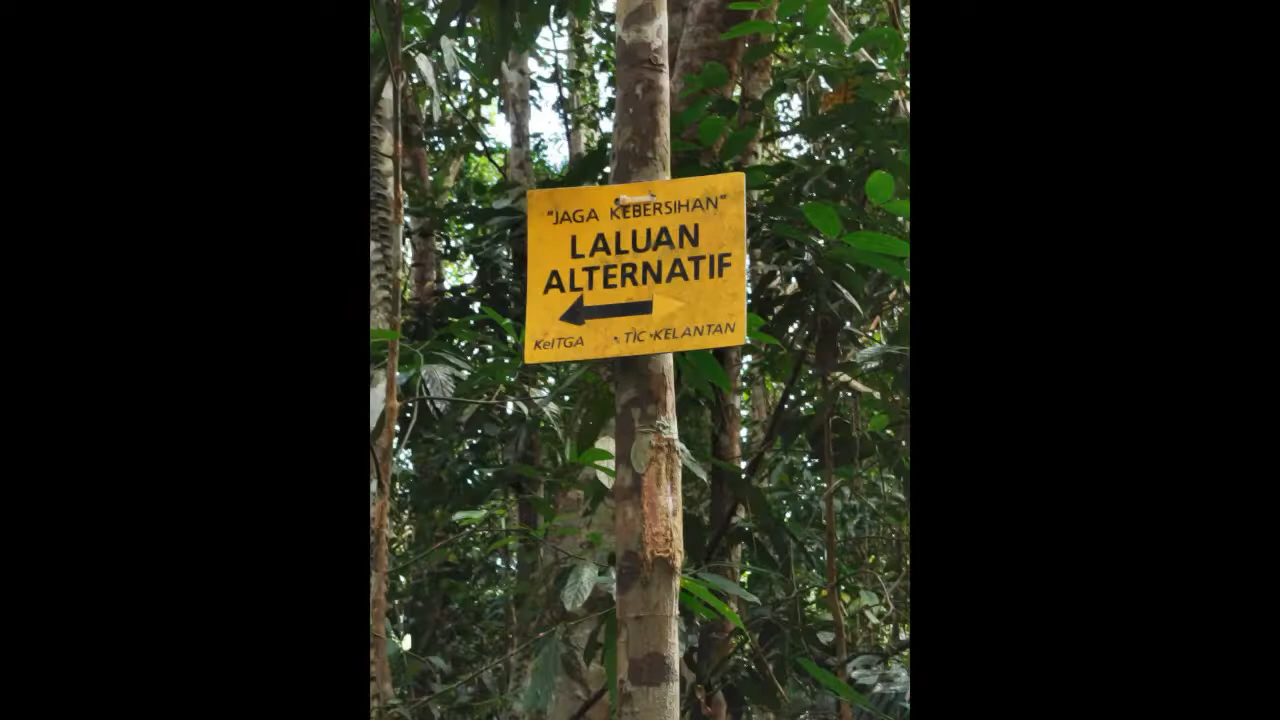 "JAGA KEBERSIHAN"
LALUAN
ALTERNATIF
KelTGA • TIC•KELANTAN